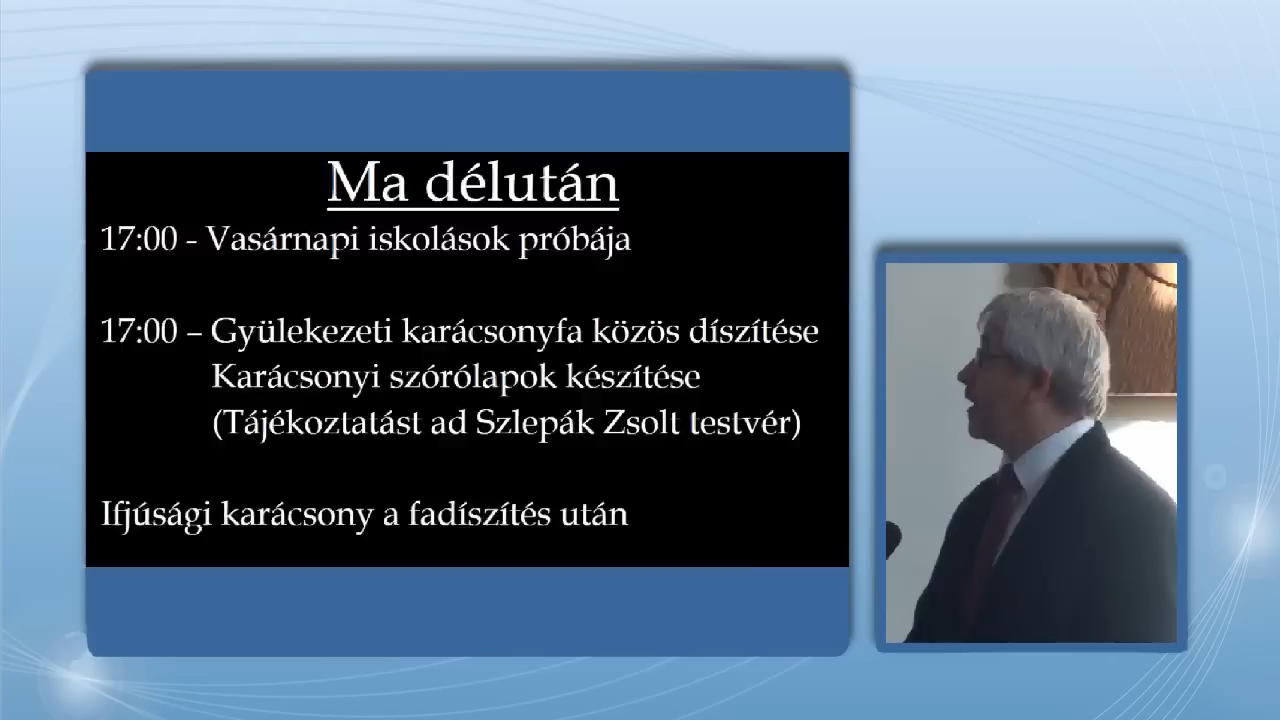 Ma délután
17:00 - Vasárnapi iskolások próbája
17:00 – Gyülekezeti karácsonyfa közös díszítése
Karácsonyi szórólapok készítése
(Tájékoztatást ad Szlepák Zsolt testvér)
Ifjúsági karácsony a fadíszítés után